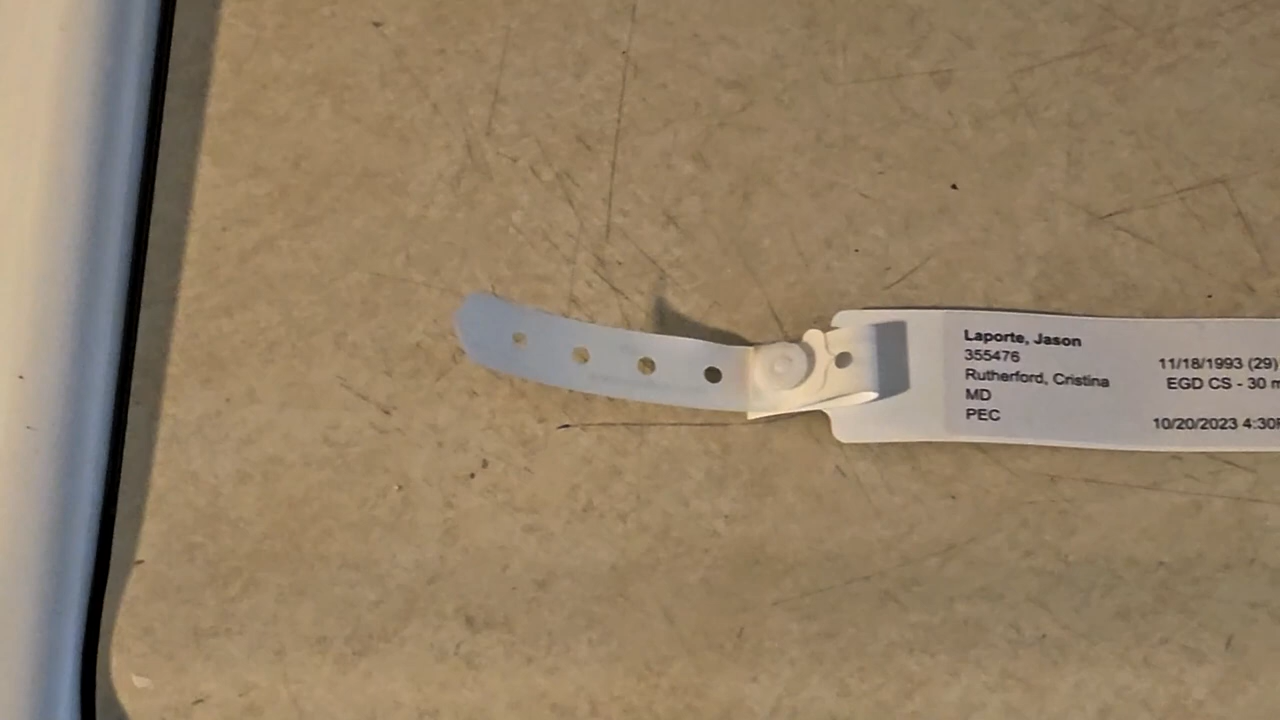 Laporte, Jason
355476
Rutherford, Cristina
MD
PEC
11/18/1993 (29)
EGD CS - 30
10/20/2023 4:30